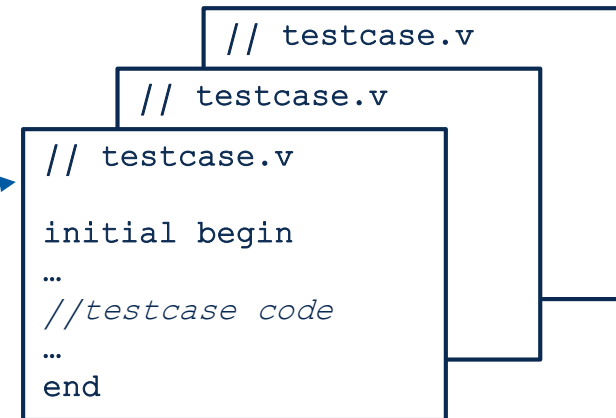 // testcase.v
// testcase.v
// testcase.v
initial begin
…
//testcase code
…
end